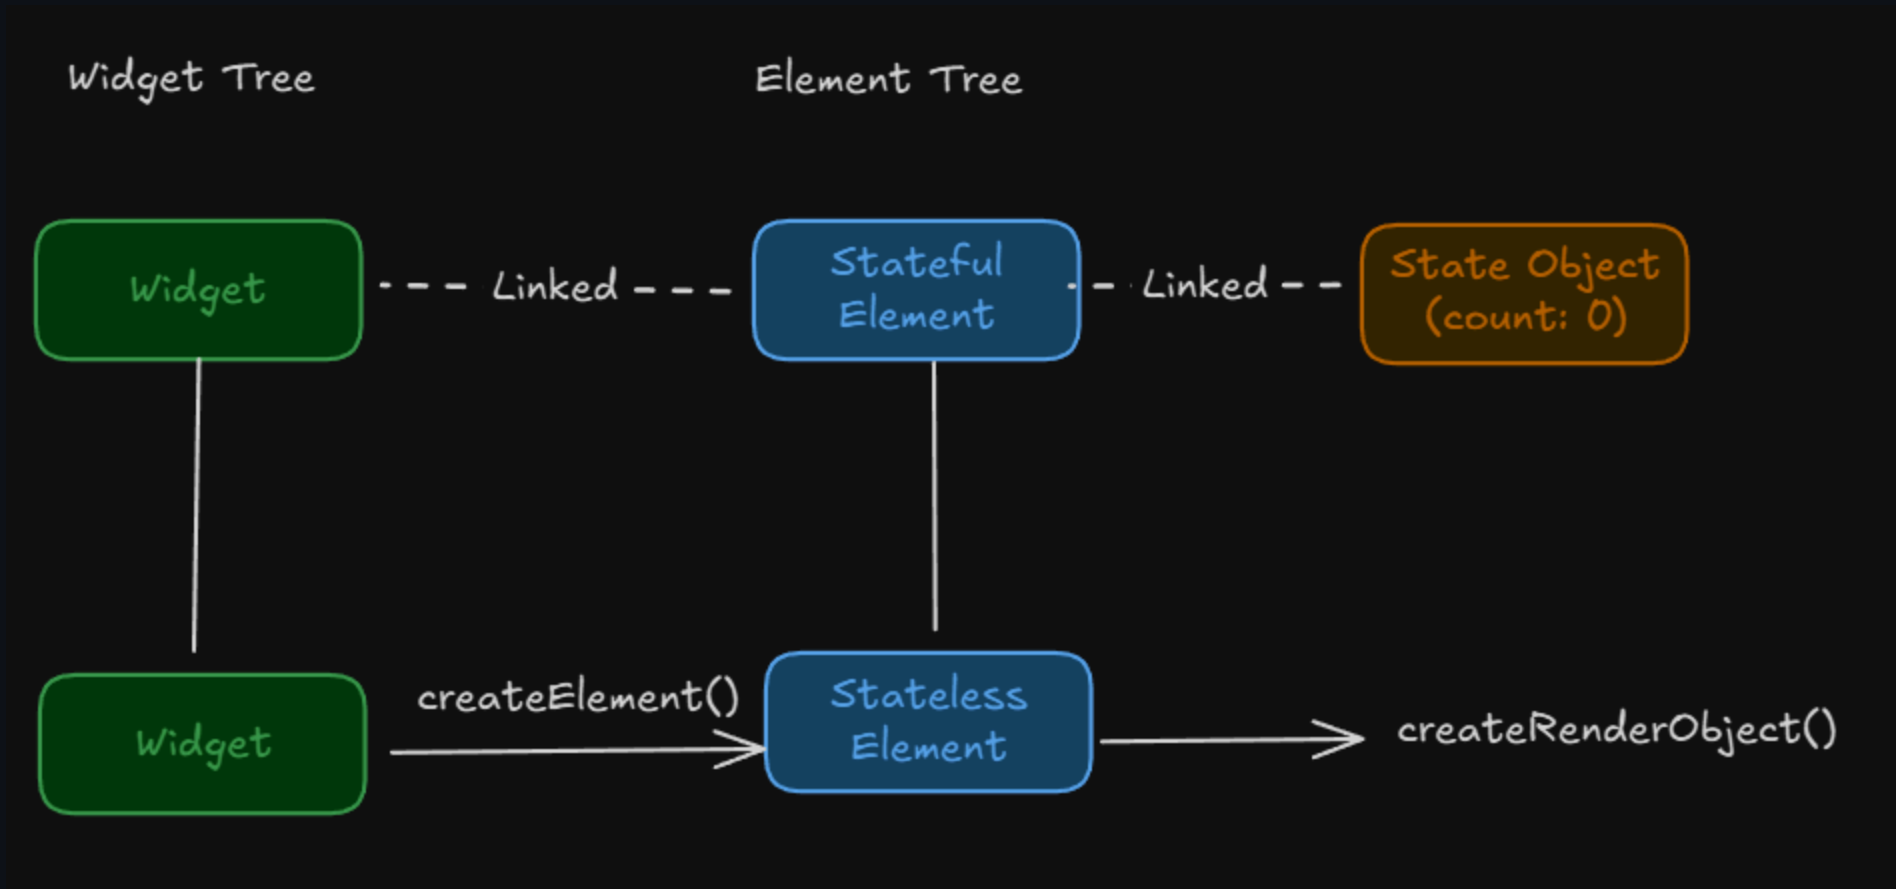 Widget Tree
Element Tree
Widget
Linked
Stateful
Element
Linked
State Object
(count: 0)
Widget
createElement()
Stateless
Element
createRenderObject()